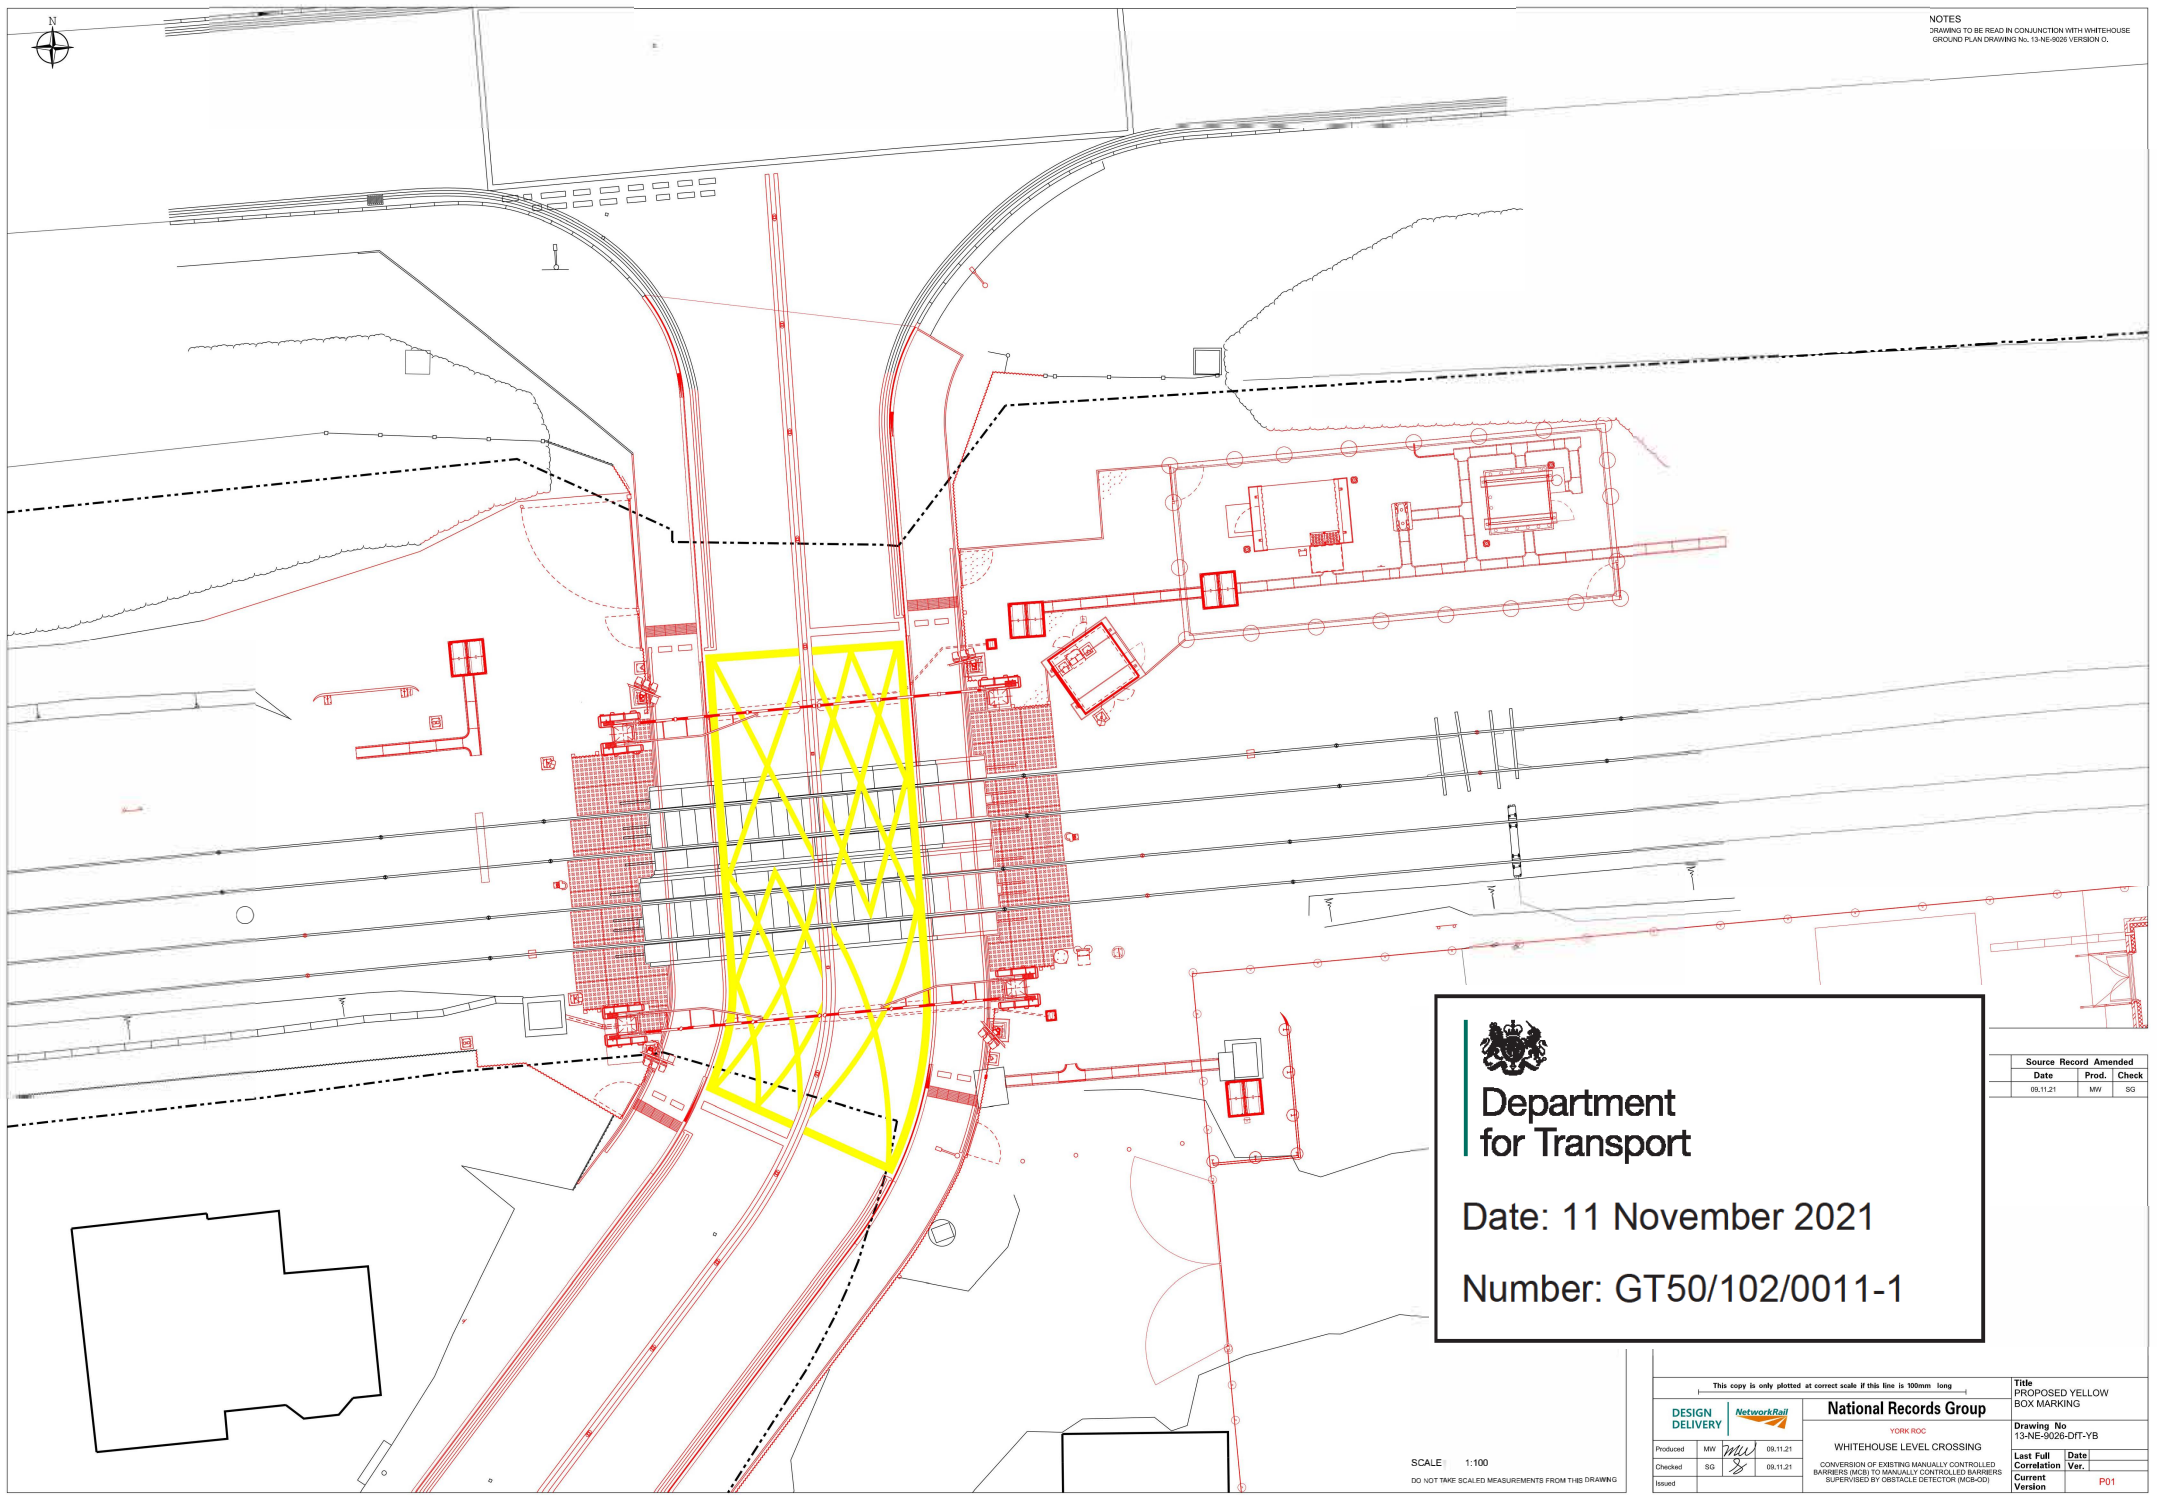 N
NOTES
DRAWING TO BE READ IN CONJUNCTION WITH WHITEHOUSE
GROUND PLAN DRAWING No. 13-NE-9026 VERSION O.
Department
for Transport
Date: 11 November 2021
Number: GT50/102/0011-1
Source Record Amended
Date Prod. Check
09.11.21 MW SG
SCALE 1:100
DO NOT TAKE SCALED MEASUREMENTS FROM THIS DRAWING
This copy is only plotted at correct scale if this line is 100mm long
DESIGN
DELIVERY
NetworkRail
National Records Group
YORK ROC
WHITEHOUSE LEVEL CROSSING
CONVERSION OF EXISTING MANUALLY CONTROLLED
BARRIERS (MCB) TO MANUALLY CONTROLLED BARRIERS
SUPERVISED BY OBSTACLE DETECTOR (MCB-OD)
Produced MW MW 09.11.21
Checked SG 09.11.21
Issued
Title
PROPOSED YELLOW
BOX MARKING
Drawing No
13-NE-9026-DfT-YB
Last Full
Correlation
Date
Ver.
Current
Version
P01